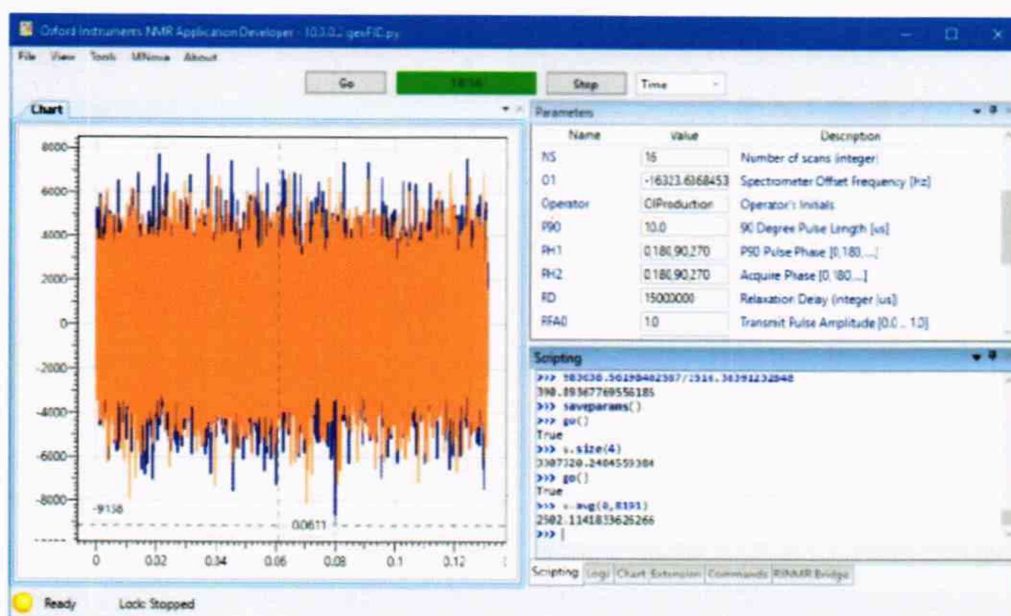 Oxford Instruments NMR Application Developer - 10.3.0.2 genFID.py
File View Tools MNova About
Go 16/16 Stop Time
Chart
8000
6000
4000
2000
0
-2000
-4000
-6000
-8000
-9158
0.0611
0 0.02 0.04 0.06 0.08 0.1 0.12
Parameters
Name Value Description
NS 16 Number of scans (integer)
O1 -16323.6368453 Spectrometer Offset Frequency [Hz]
Operator OIProduction Operator's Initials
P90 10.0 90 Degree Pulse Length [us]
PH1 0,180,90,270 P90 Pulse Phase [0,180,...]
PH2 0,180,90,270 Acquire Phase [0,180,...]
RD 15000000 Relaxation Delay (integer [us])
RFA0 1.0 Transmit Pulse Amplitude [0.0 .. 1.0]
Scripting
390.89367769556185
>>> saveparams()
>>> go()
True
>>> s.size(4)
>>> go()
True
>>> s.avg(0,8191)
2502.1141833626266
>>>
Scripting Logs Chart Extension Commands RINMR Bridge
Ready Lock: Stopped